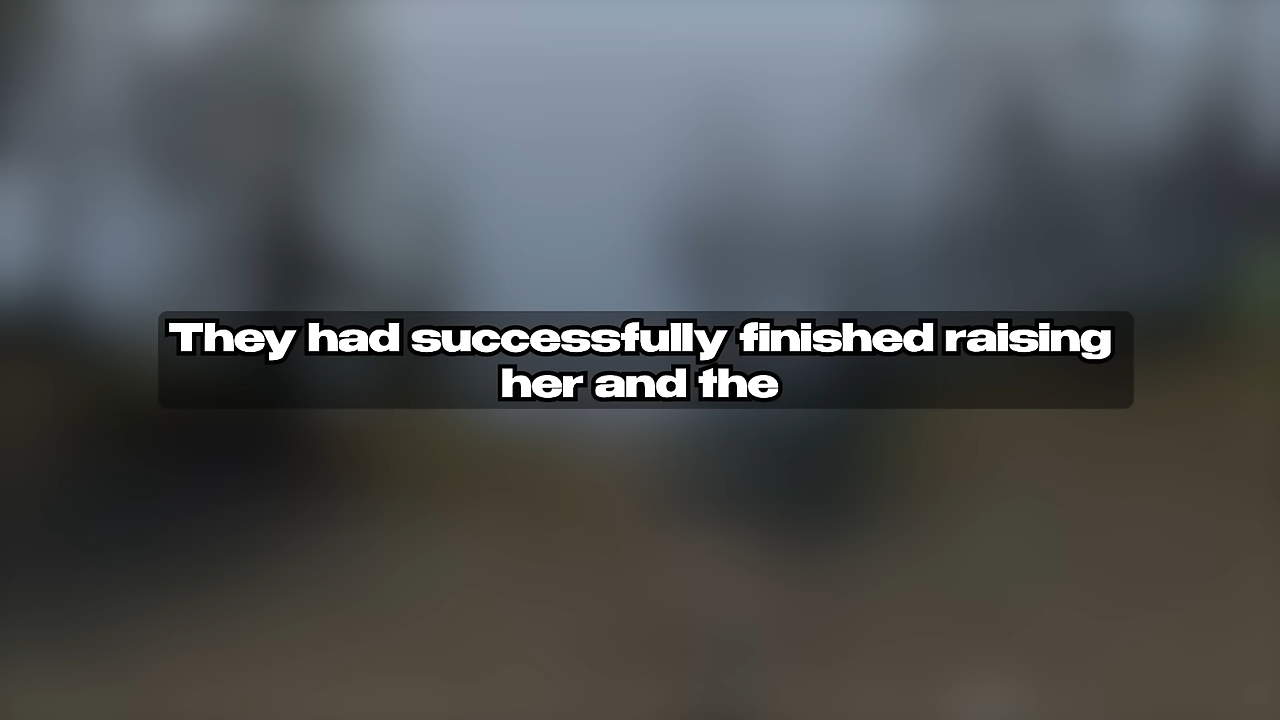 They had successfully finished raising
her and the